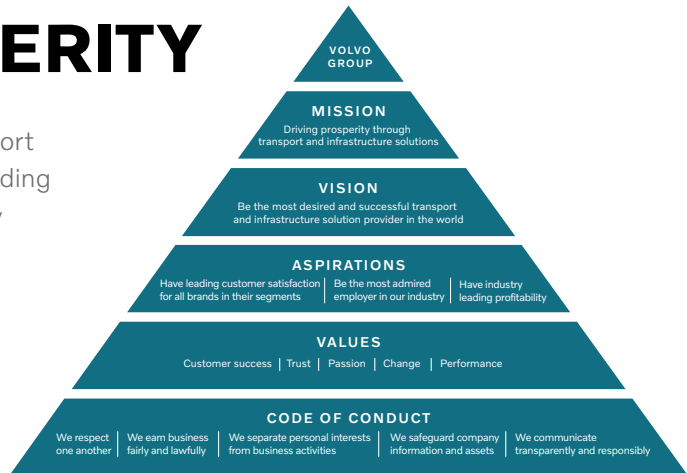 ERITY
ort
ding
VOLVO
GROUP
MISSION
Driving prosperity through
transport and infrastructure solutions
VISION
Be the most desired and successful transport
and infrastructure solution provider in the world
ASPIRATIONS
Have leading customer satisfaction
for all brands in their segments
Be the most admired
employer in our industry
Have industry
leading profitability
VALUES
Customer success | Trust | Passion | Change | Performance
CODE OF CONDUCT
We respect
one another
We earn business
fairly and lawfully
We separate personal interests
from business activities
We safeguard company
information and assets
We communicate
transparently and responsibly